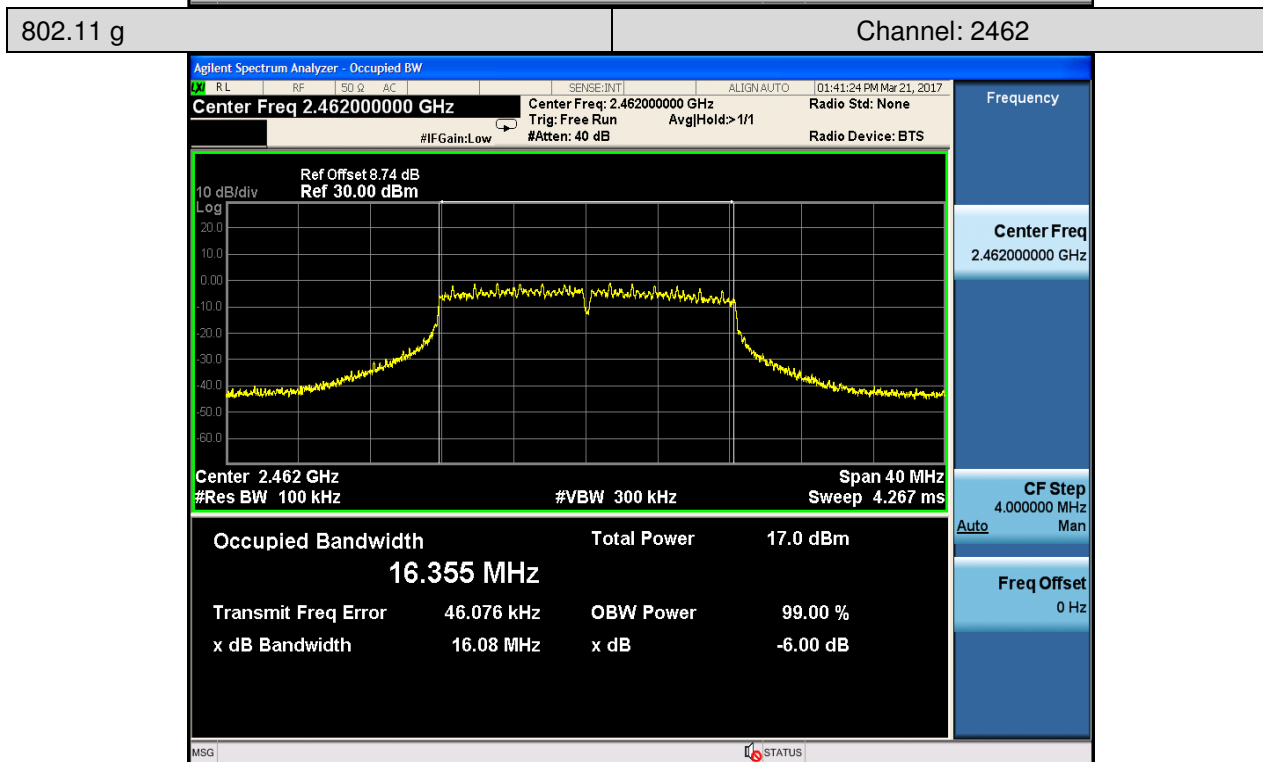 802.11 g Channel: 2462
Agilent Spectrum Analyzer - Occupied BW
LXI RL RF 50 Ω AC SENSE:INT ALIGN AUTO 01:41:24 PM Mar 21, 2017
Center Freq 2.462000000 GHz Center Freq: 2.462000000 GHz Radio Std: None
Trig: Free Run Avg|Hold:>1/1
#IFGain:Low #Atten: 40 dB Radio Device: BTS
Frequency
Ref Offset 8.74 dB
10 dB/div Ref 30.00 dBm
Log
20.0
10.0
0.00
-10.0
-20.0
-30.0
-40.0
-50.0
-60.0
Center 2.462 GHz Span 40 MHz
#Res BW 100 kHz #VBW 300 kHz Sweep 4.267 ms
Occupied Bandwidth Total Power 17.0 dBm
16.355 MHz
Transmit Freq Error 46.076 kHz OBW Power 99.00 %
x dB Bandwidth 16.08 MHz x dB -6.00 dB
Center Freq
2.462000000 GHz
CF Step
4.000000 MHz
Auto Man
Freq Offset
0 Hz
MSG STATUS